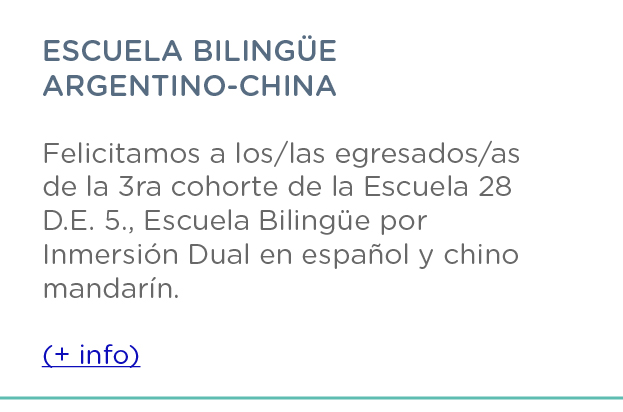 ESCUELA BILINGÜE
ARGENTINO-CHINA
Felicitamos a los/las egresados/as
de la 3ra cohorte de la Escuela 28
D.E. 5., Escuela Bilingüe por
Inmersión Dual en español y chino
mandarín.
(+ info)